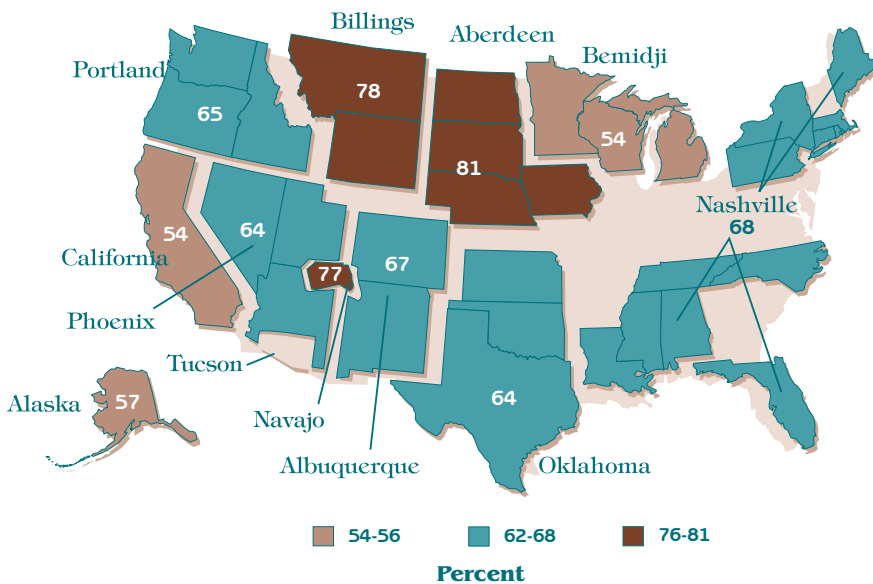 Billings
Aberdeen
Bemidji
Portland
78
65
54
81
Nashville
68
54
64
67
California
77
Phoenix
Tucson
57
64
Alaska
Navajo
Albuquerque
Oklahoma
54-56
62-68
76-81
Percent